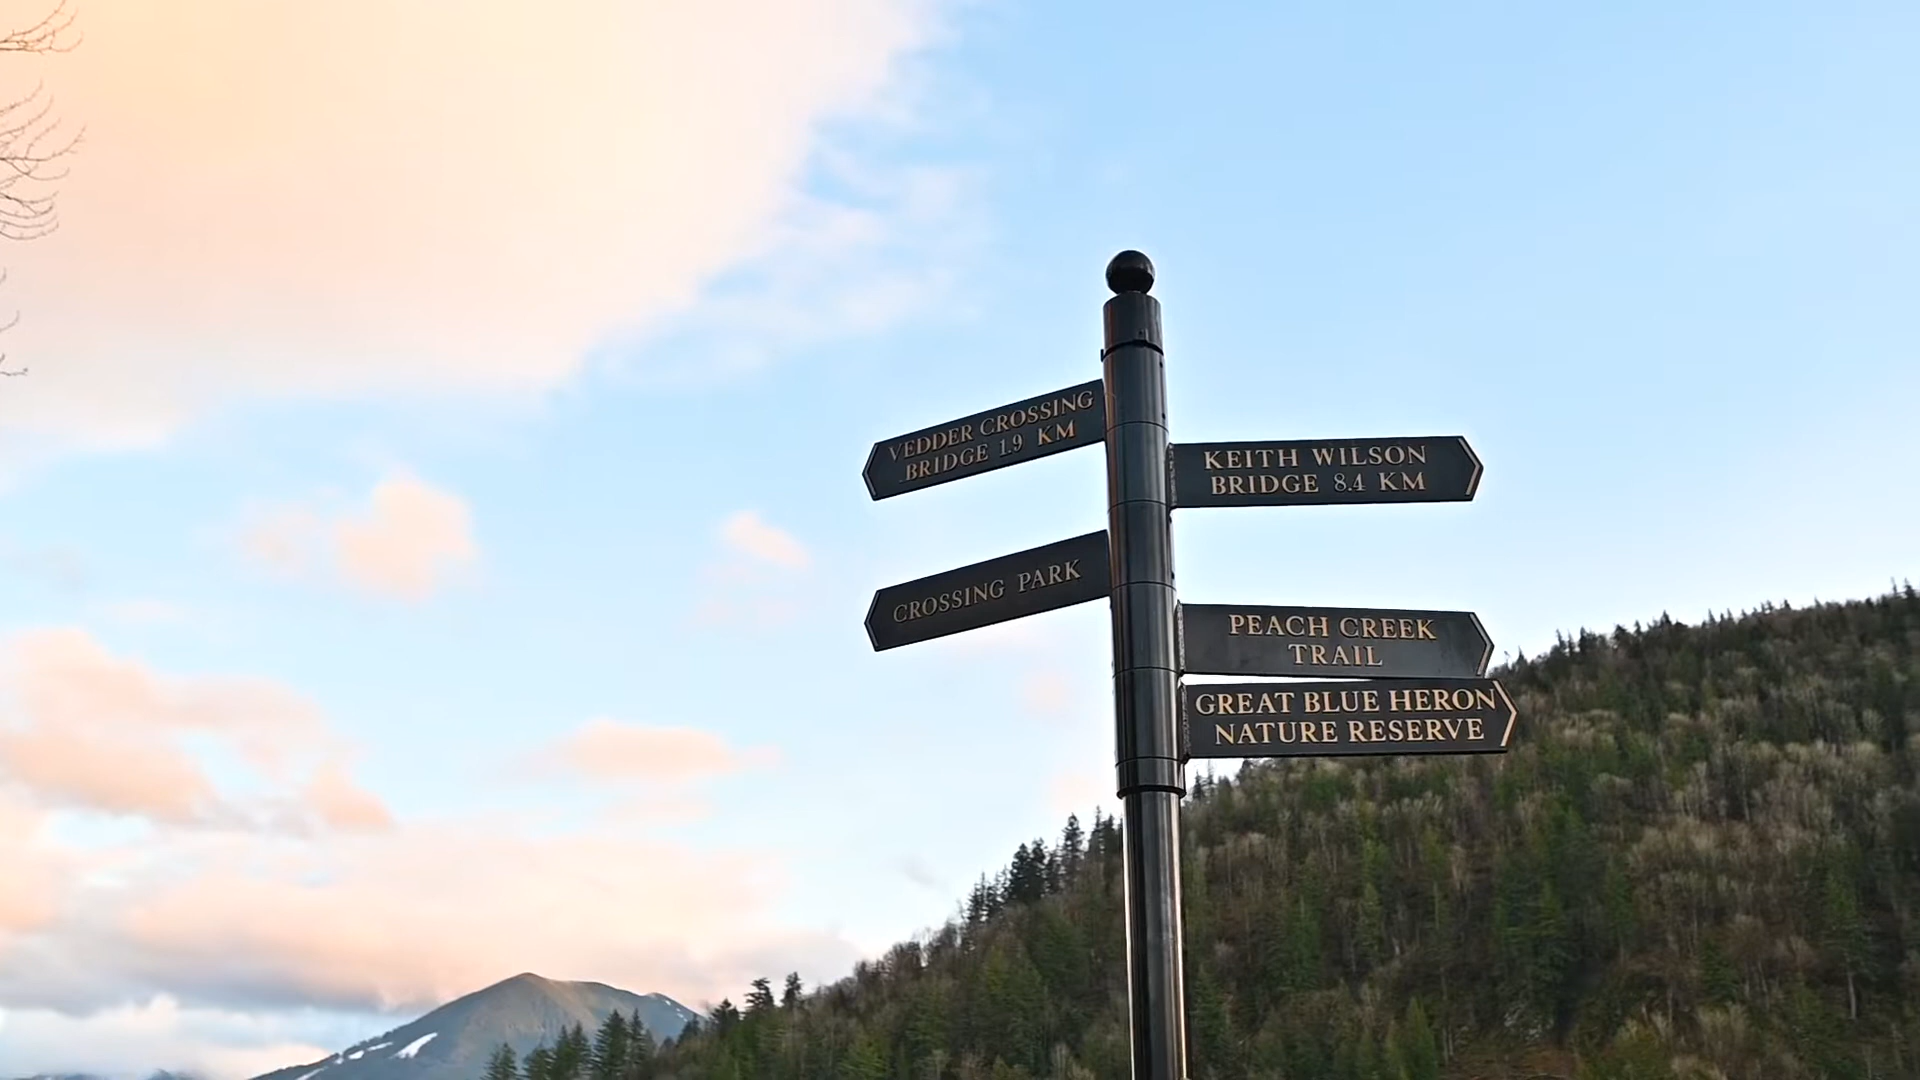 VEDDER CROSSING
BRIDGE 1.9 KM
KEITH WILSON
BRIDGE 8.4 KM
CROSSING PARK
PEACH CREEK
TRAIL
GREAT BLUE HERON
NATURE RESERVE